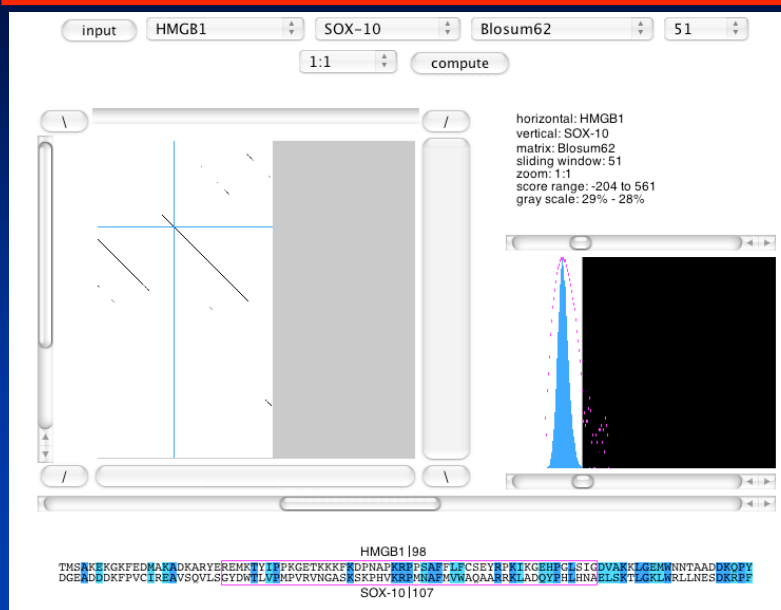 input HMGB1 SOX-10 Blosum62 51
1:1 compute
\ /
horizontal: HMGB1
vertical: SOX-10
matrix: Blosum62
sliding window: 51
zoom: 1:1
score range: -204 to 561
gray scale: 29% - 28%
/ \
HMGB1|98
TMSAKEKGKFEDMAKADKARYEREMKTYIPPKGETKKKFKDPNAPKRPPSAFFLFCSEYRPKIKGEHPGLSIGDVAKKLGEMWNNTAADDKQPY
DGEADDDKFPVCIREAVSQVLSGYDWTLVPMPVRVNGASKSKPHVKRPMNAFMVWAQAARRKLADQYPHLHNAELSKTLGKLWRLLNESDKRPF
SOX-10|107